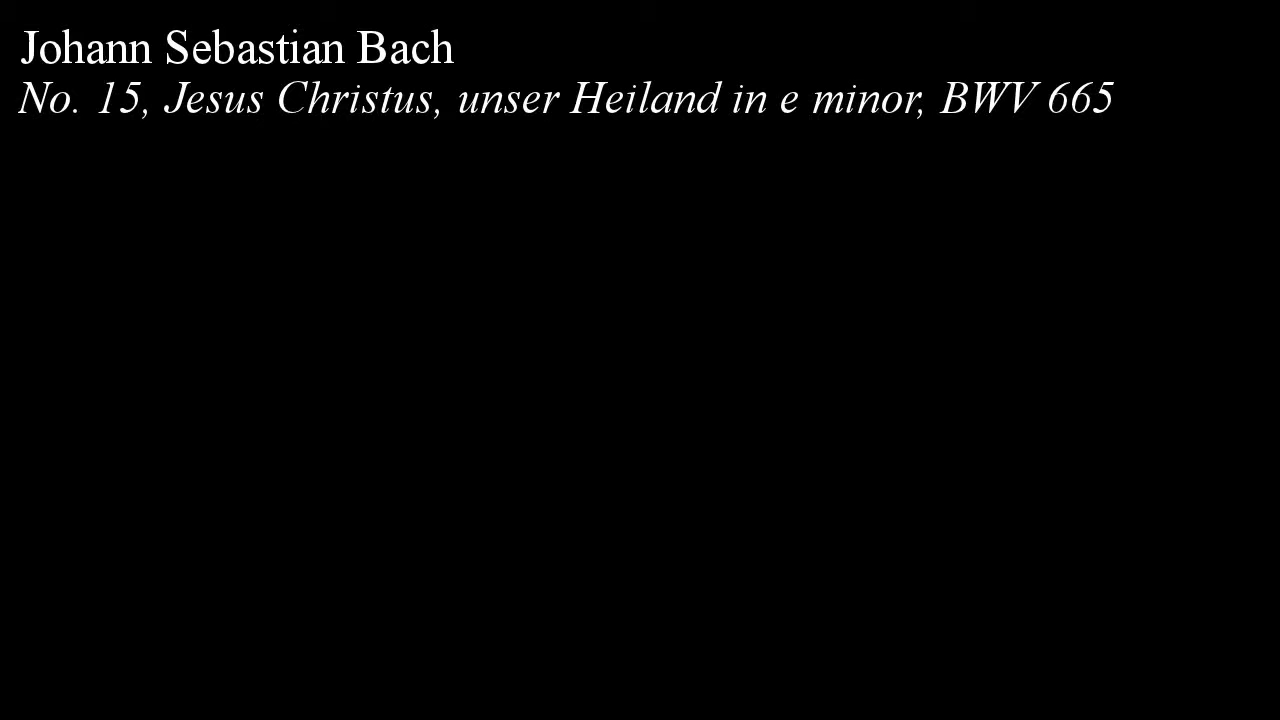 Johann Sebastian Bach
No. 15, Jesus Christus, unser Heiland in e minor, BWV 665